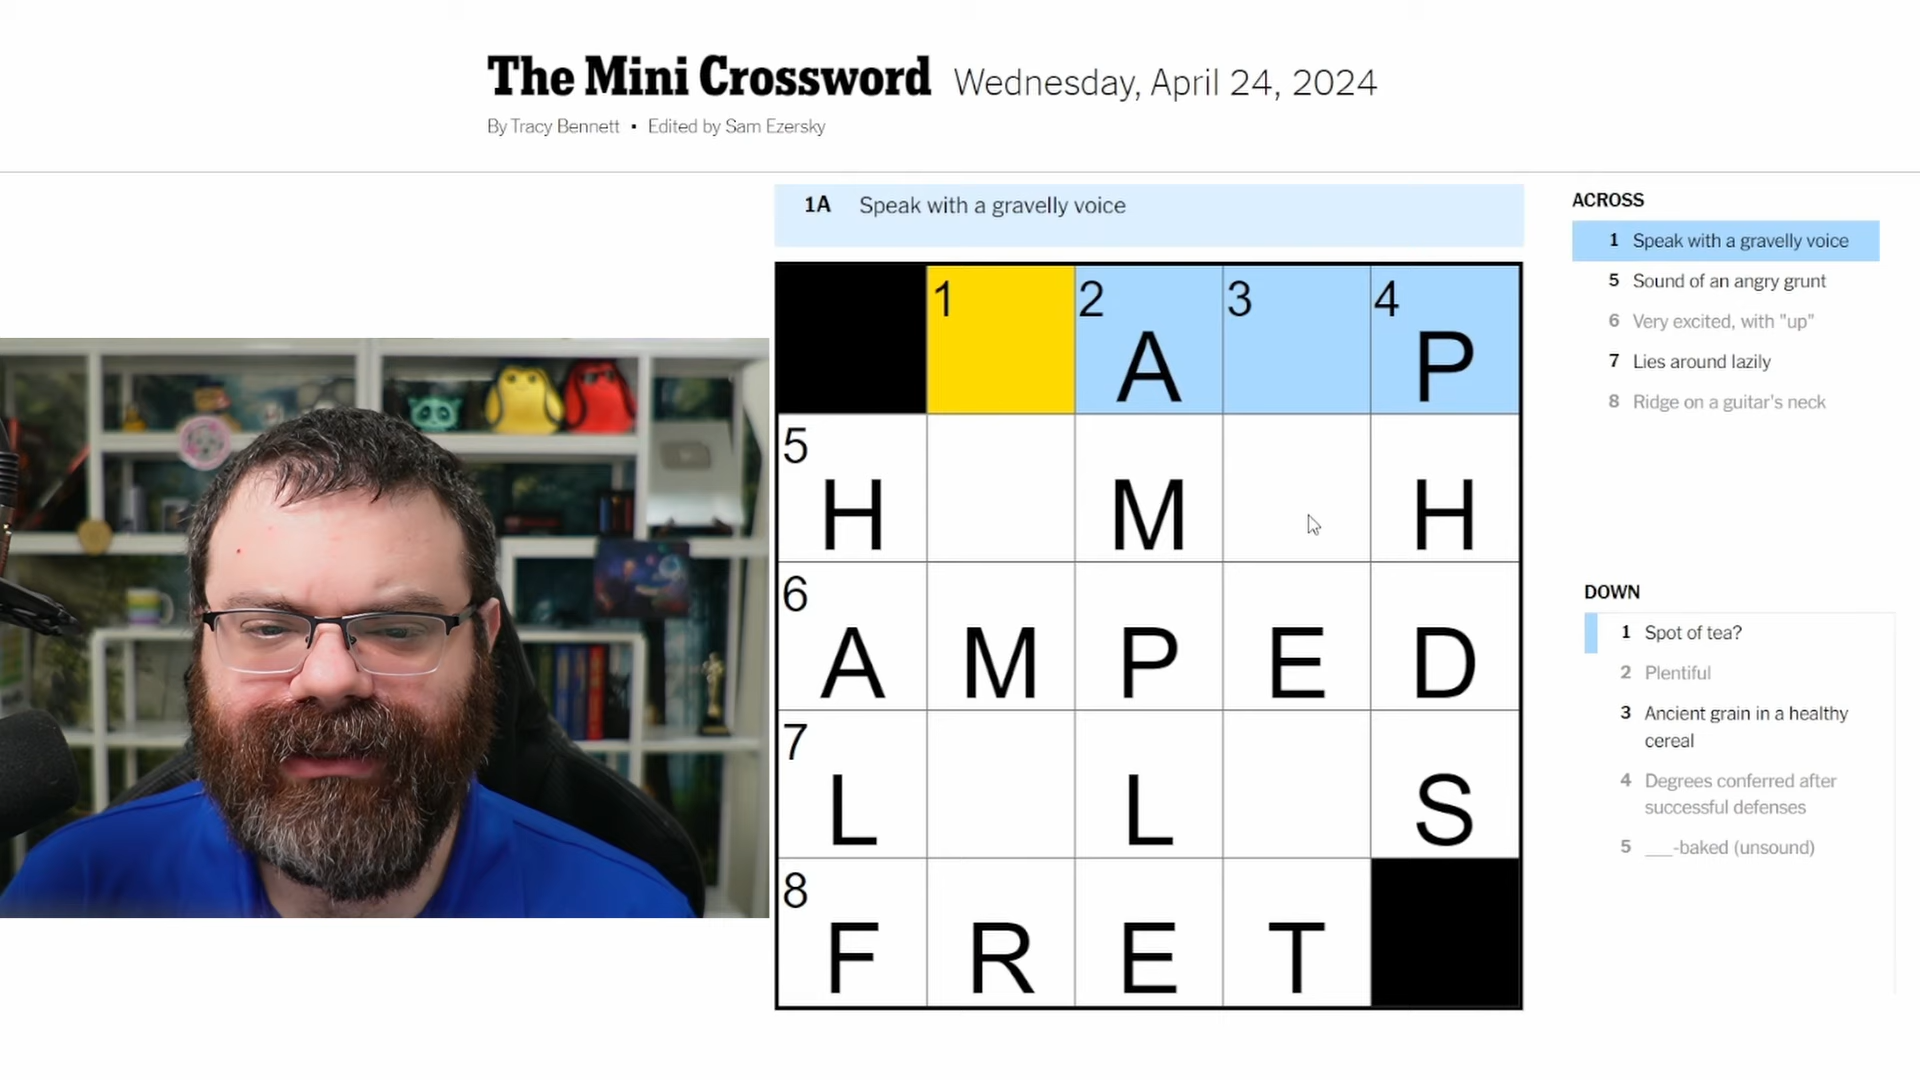 The Mini Crossword Wednesday, April 24, 2024
By Tracy Bennett • Edited by Sam Ezersky
1A Speak with a gravelly voice
1 2 3 4
A P
5
H M H
6
A M P E D
7
L L S
8
F R E T
ACROSS
1 Speak with a gravelly voice
5 Sound of an angry grunt
6 Very excited, with "up"
7 Lies around lazily
8 Ridge on a guitar's neck
DOWN
1 Spot of tea?
2 Plentiful
3 Ancient grain in a healthy
cereal
4 Degrees conferred after
successful defenses
5 ___-baked (unsound)